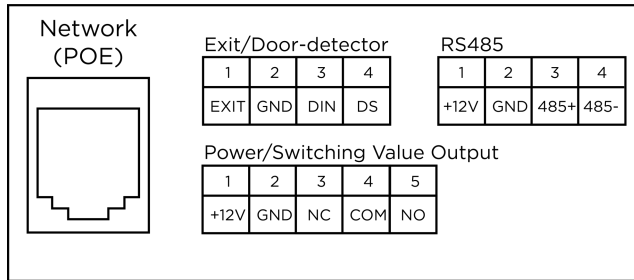 Network
(POE)
Exit/Door-detector
1 2 3 4
EXIT GND DIN DS
RS485
1 2 3 4
+12V GND 485+ 485-
Power/Switching Value Output
1 2 3 4 5
+12V GND NC COM NO